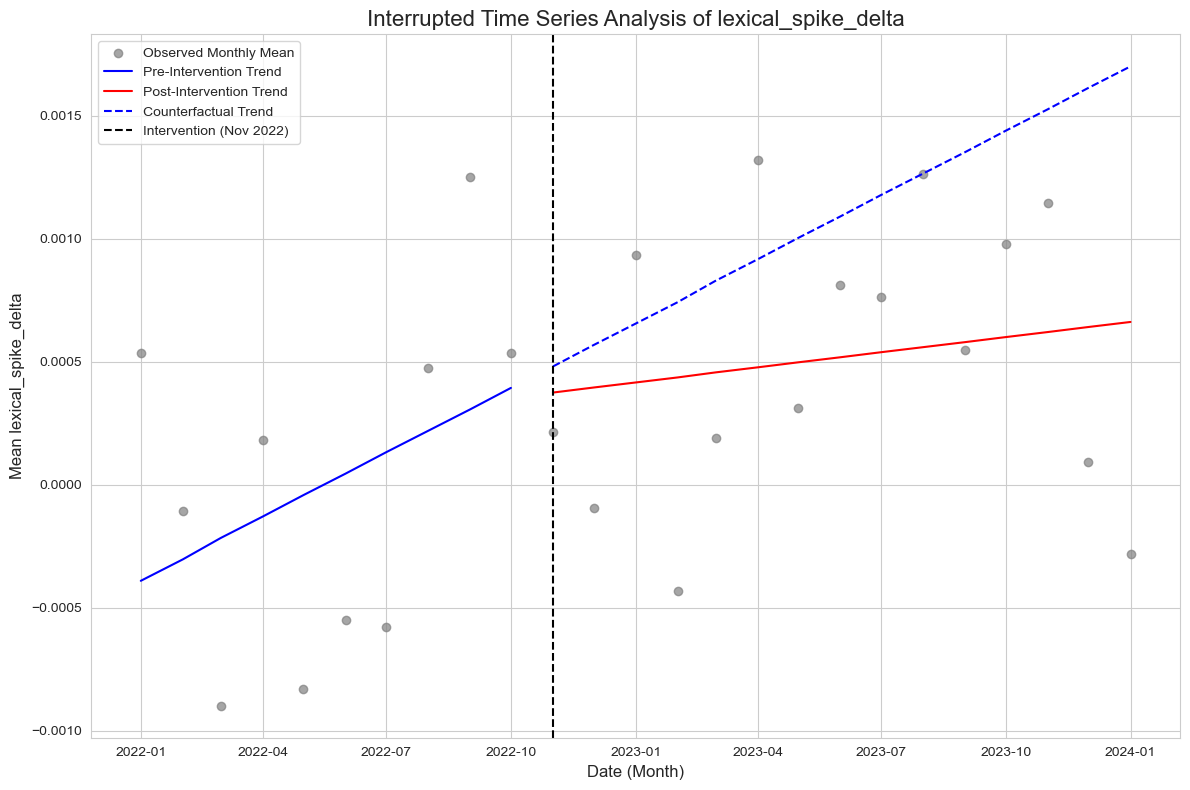 Interrupted Time Series Analysis of lexical_spike_delta
Observed Monthly Mean
Pre-Intervention Trend
Post-Intervention Trend
Counterfactual Trend
Intervention (Nov 2022)
Mean lexical_spike_delta
0.0015
0.0010
0.0005
0.0000
−0.0005
−0.0010
2022-01 2022-04 2022-07 2022-10 2023-01 2023-04 2023-07 2023-10 2024-01
Date (Month)